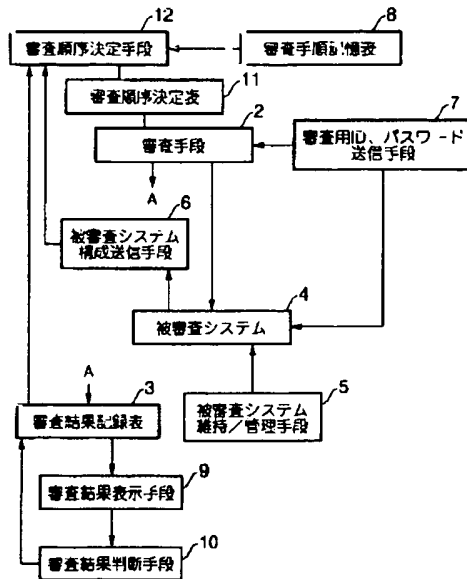 12
審査順序決定手段
8
審査手順記憶表
11
審査順序決定表
2
審査手段
7
審査用ID、パスワード
送信手段
A
6
被審査システム
構成送信手段
4
被審査システム
A
3
審査結果記録表
5
被審査システム
維持/管理手段
9
審査結果表示手段
10
審査結果判断手段